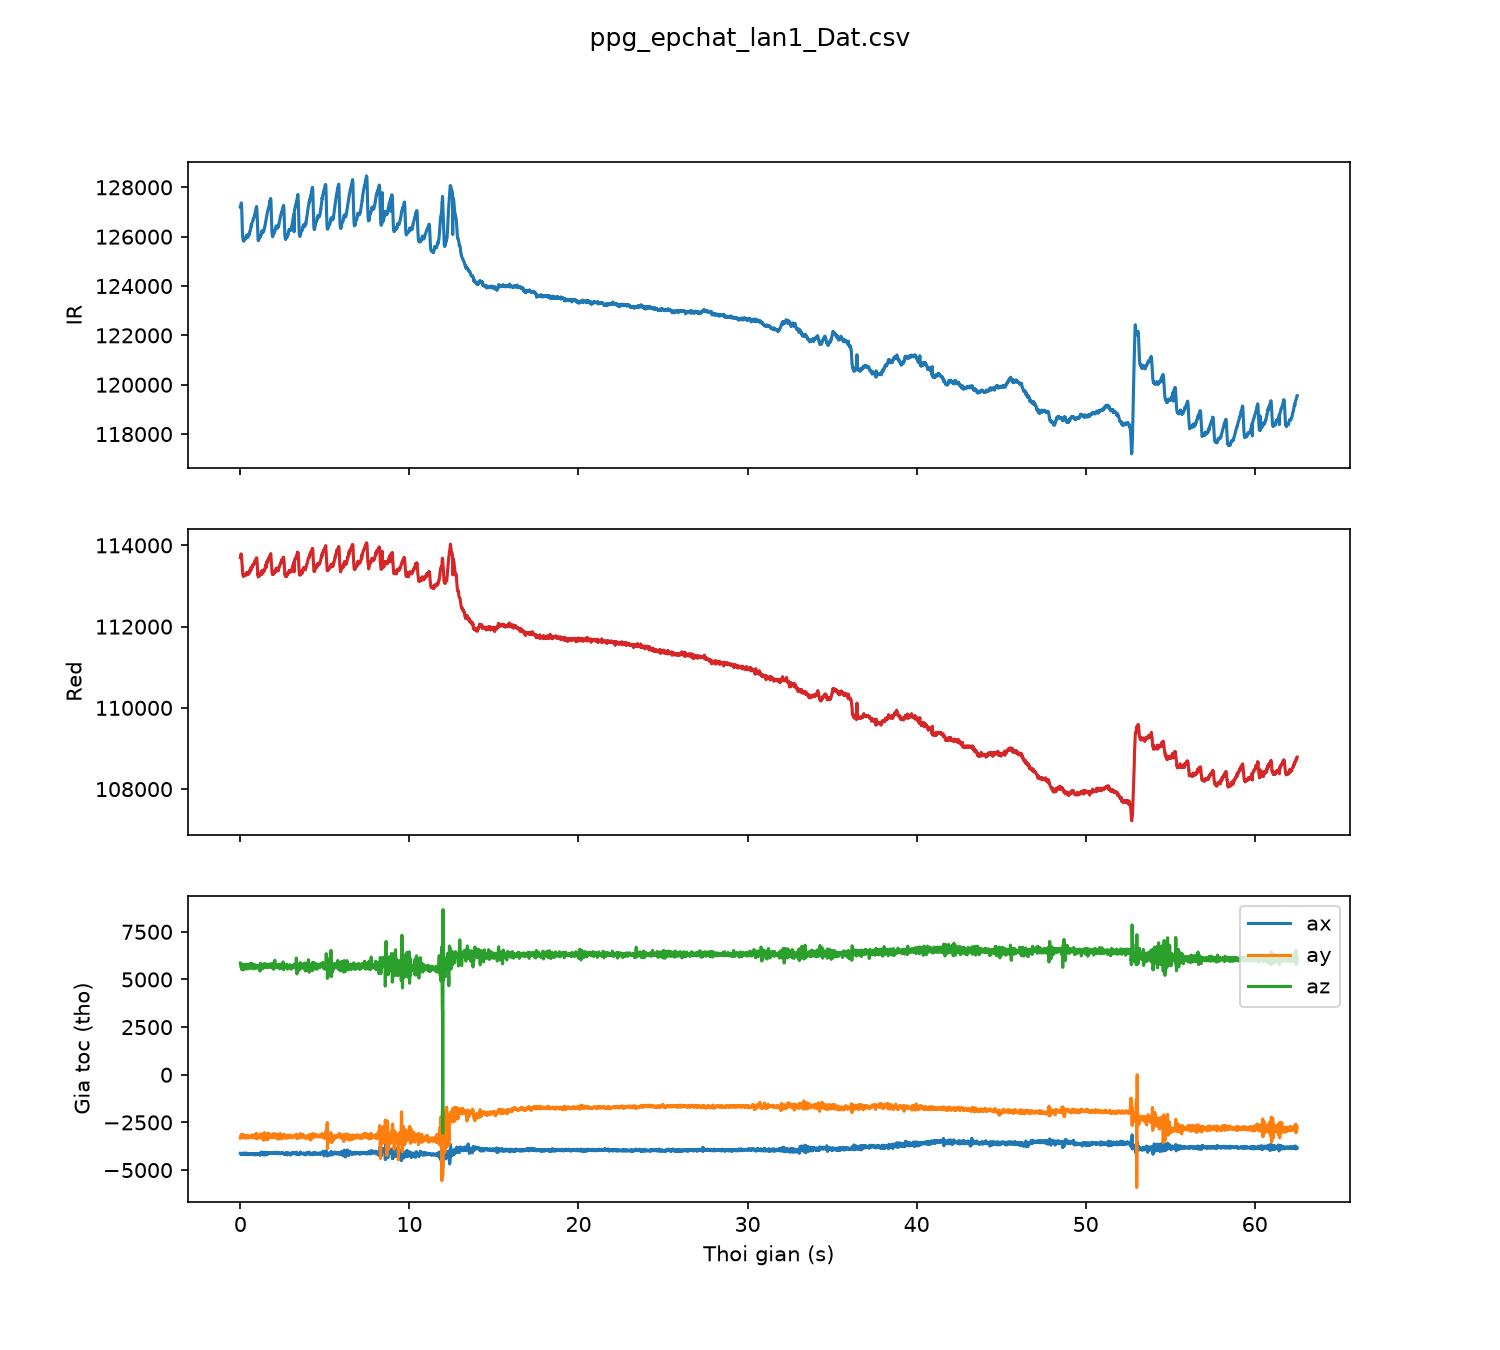 ppg_epchat_lan1_Dat.csv
128000
126000
124000
122000
120000
118000
IR
114000
112000
110000
108000
Red
7500
5000
2500
0
−2500
−5000
Gia toc (tho)
ax
ay
az
0 10 20 30 40 50 60
Thoi gian (s)